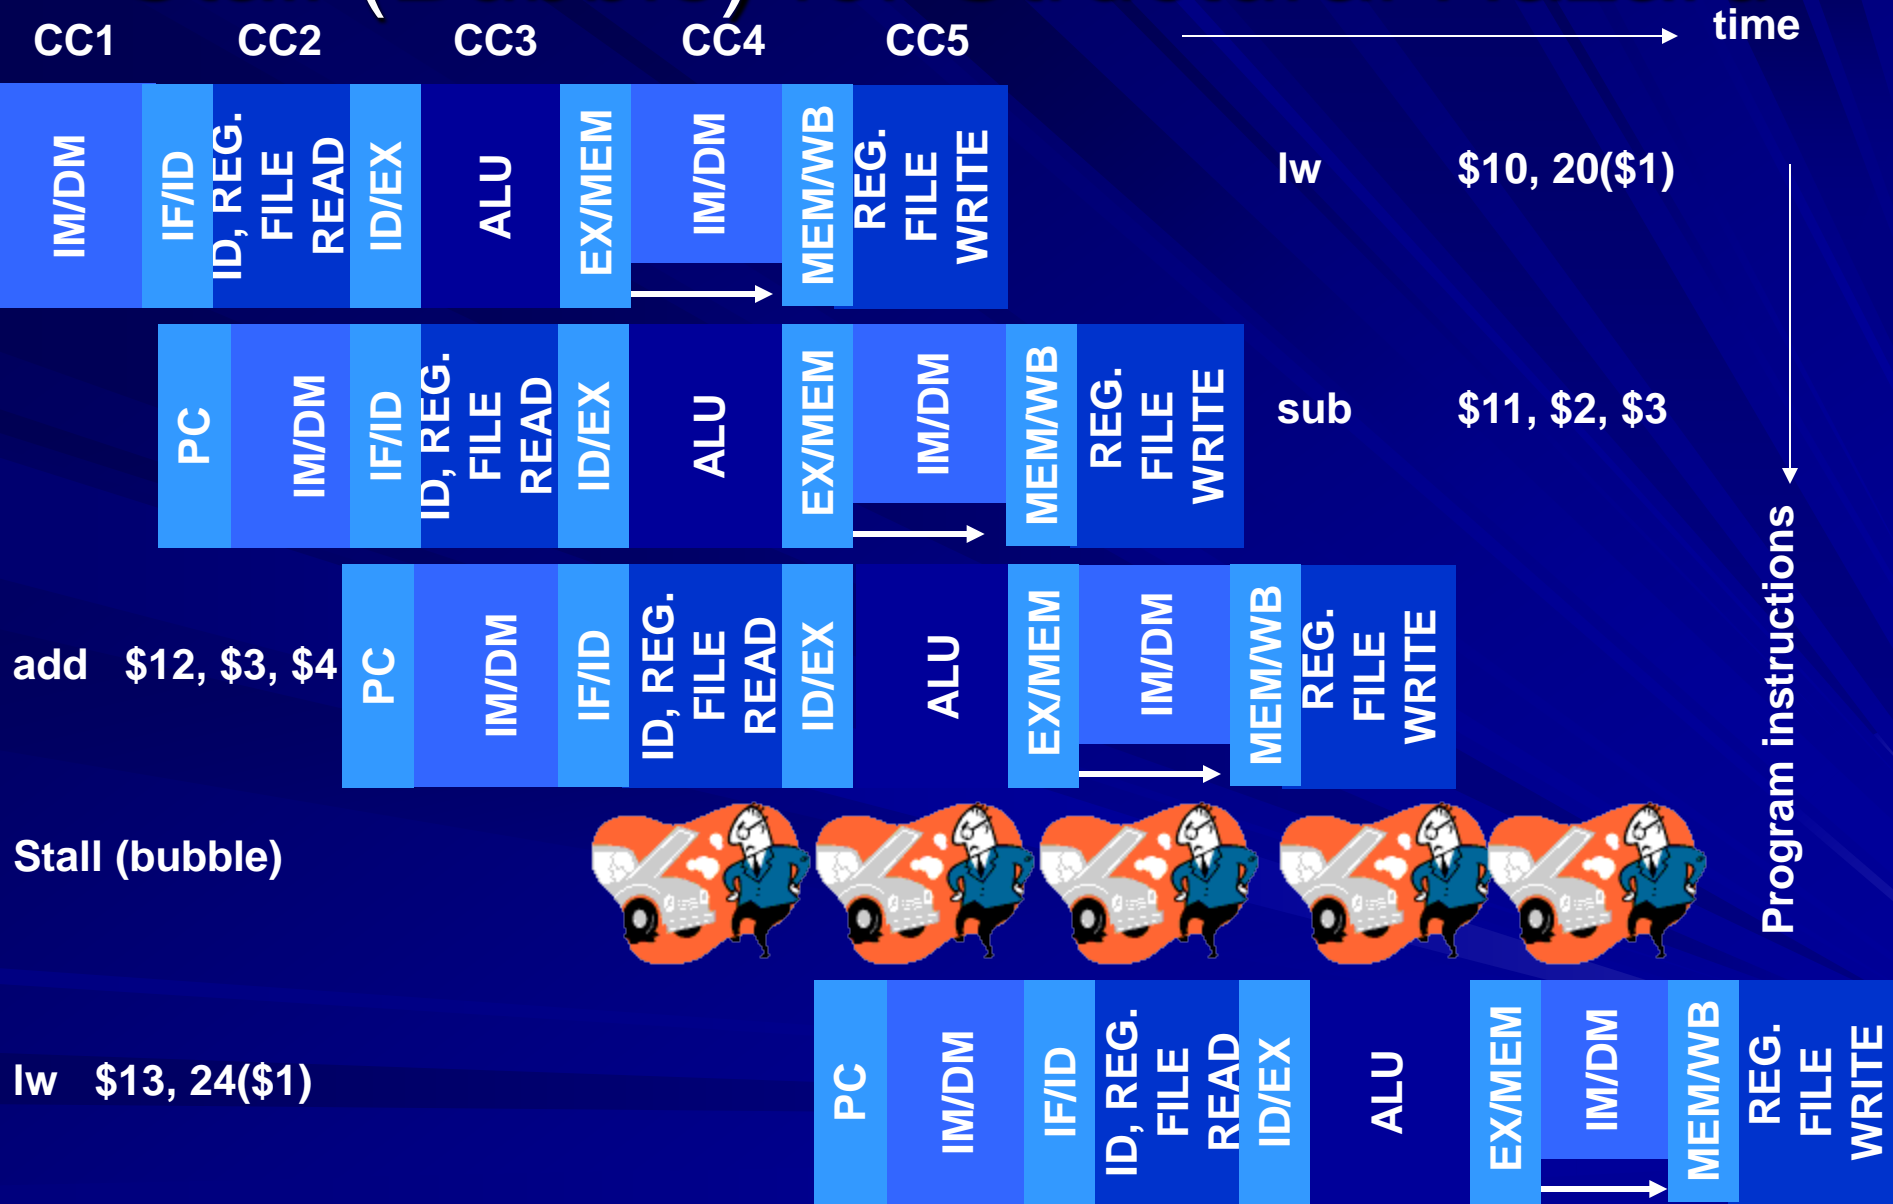 CC1 CC2 CC3 CC4 CC5 time
IM/DM
IF/ID
ID, REG.
FILE
READ
ID/EX
ALU
EX/MEM
IM/DM
MEM/WB
REG.
FILE
WRITE
lw $10, 20($1)
PC
IM/DM
IF/ID
ID, REG.
FILE
READ
ID/EX
ALU
EX/MEM
IM/DM
MEM/WB
REG.
FILE
WRITE
sub $11, $2, $3
add $12, $3, $4
PC
IM/DM
IF/ID
ID, REG.
FILE
READ
ID/EX
ALU
EX/MEM
IM/DM
MEM/WB
REG.
FILE
WRITE
Program instructions
Stall (bubble)
lw $13, 24($1)
PC
IM/DM
IF/ID
ID, REG.
FILE
READ
ID/EX
ALU
EX/MEM
IM/DM
MEM/WB
REG.
FILE
WRITE